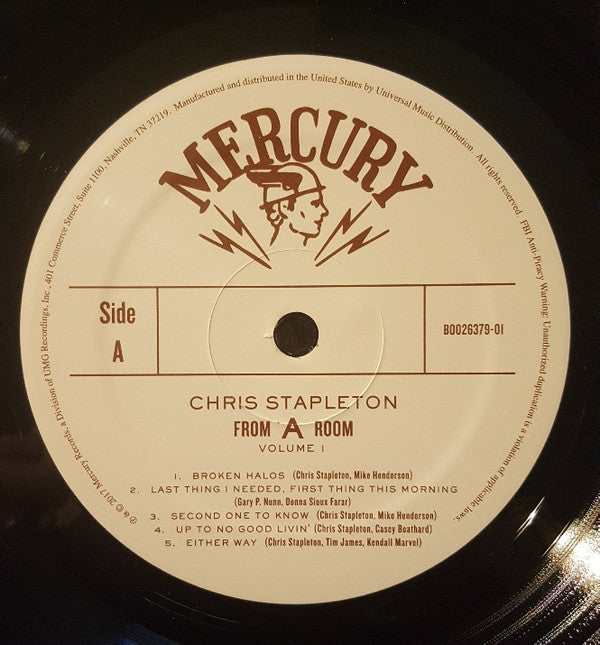 ℗ & © 2017 Mercury Records, a Division of UMG Recordings, Inc., 401 Commerce Street, Suite 1100, Nashville, TN 37219. Manufactured and distributed in the United States by Universal Music Distribution. All rights reserved. FBI Anti-Piracy Warning: Unauthorized duplication is a violation of applicable laws.
MERCURY
Side
A
B0026379-01
CHRIS STAPLETON
FROM A ROOM
VOLUME 1
1. BROKEN HALOS (Chris Stapleton, Mike Henderson)
2. LAST THING I NEEDED, FIRST THING THIS MORNING
(Gary P. Nunn, Donna Sioux Farar)
3. SECOND ONE TO KNOW (Chris Stapleton, Mike Henderson)
4. UP TO NO GOOD LIVIN' (Chris Stapleton, Casey Beathard)
5. EITHER WAY (Chris Stapleton, Tim James, Kendall Marvel)